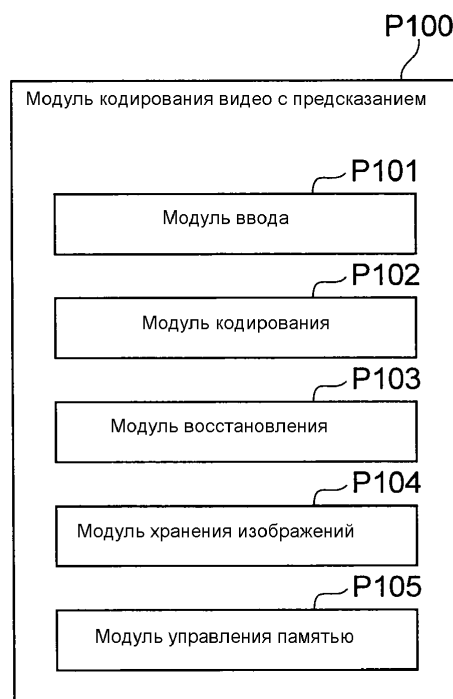 P100
Модуль кодирования видео с предсказанием
P101
Модуль ввода
P102
Модуль кодирования
P103
Модуль восстановления
P104
Модуль хранения изображений
P105
Модуль управления памятью